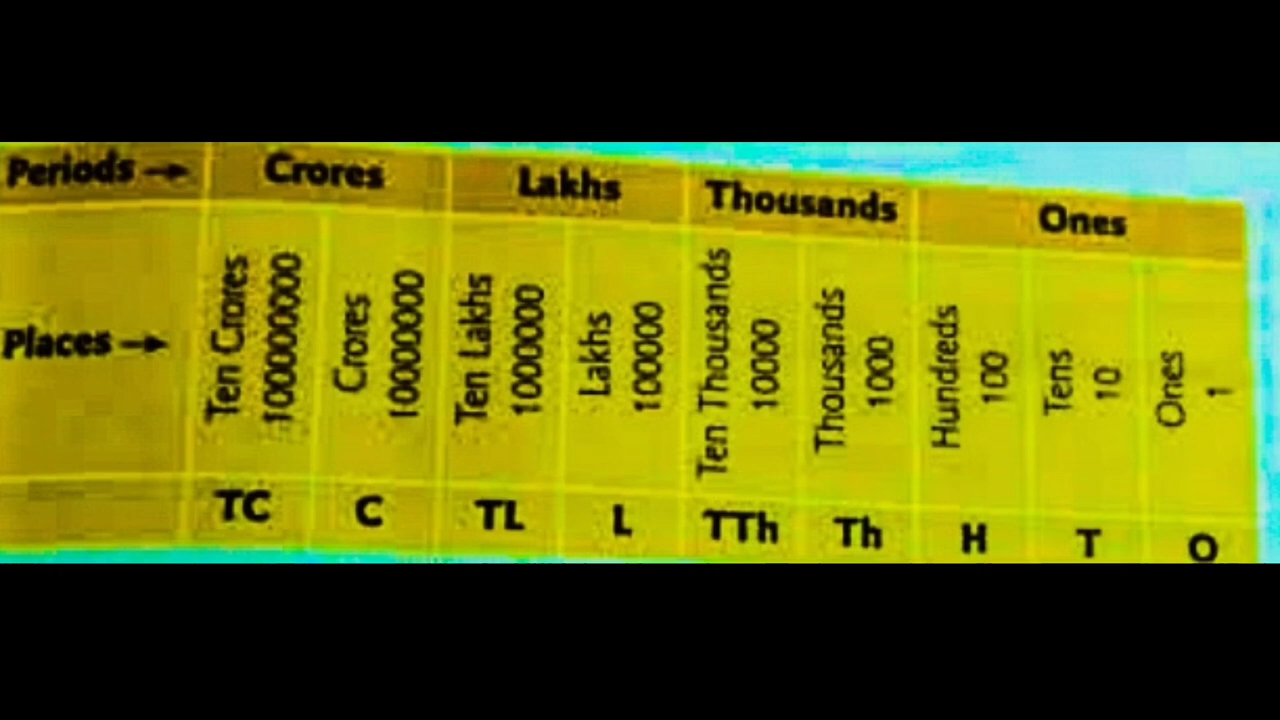 Periods → Crores Lakhs Thousands Ones
Places → Ten Crores 100000000 Crores 10000000 Ten Lakhs 1000000 Lakhs 100000 Ten Thousands 10000 Thousands 1000 Hundreds 100 Tens 10 Ones 1
TC C TL L TTh Th H T O